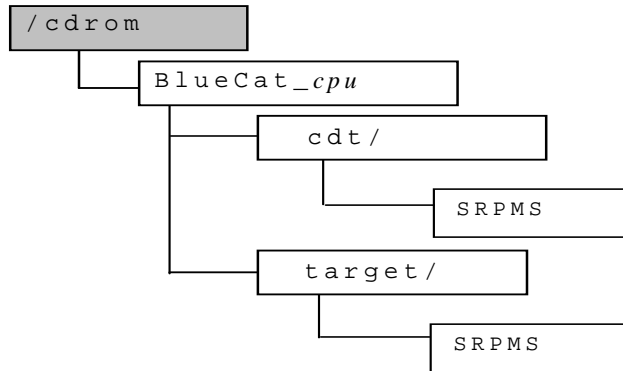 /cdrom
BlueCat_cpu
cdt/
SRPMS
target/
SRPMS